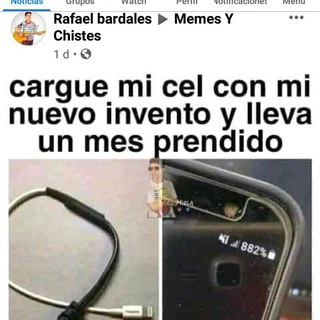 Noticias Grupos Watch Perfil Notificaciones Menú
Rafael bardales ▶ Memes Y
Chistes
1 d •
cargue mi cel con mi
nuevo invento y lleva
un mes prendido
882%